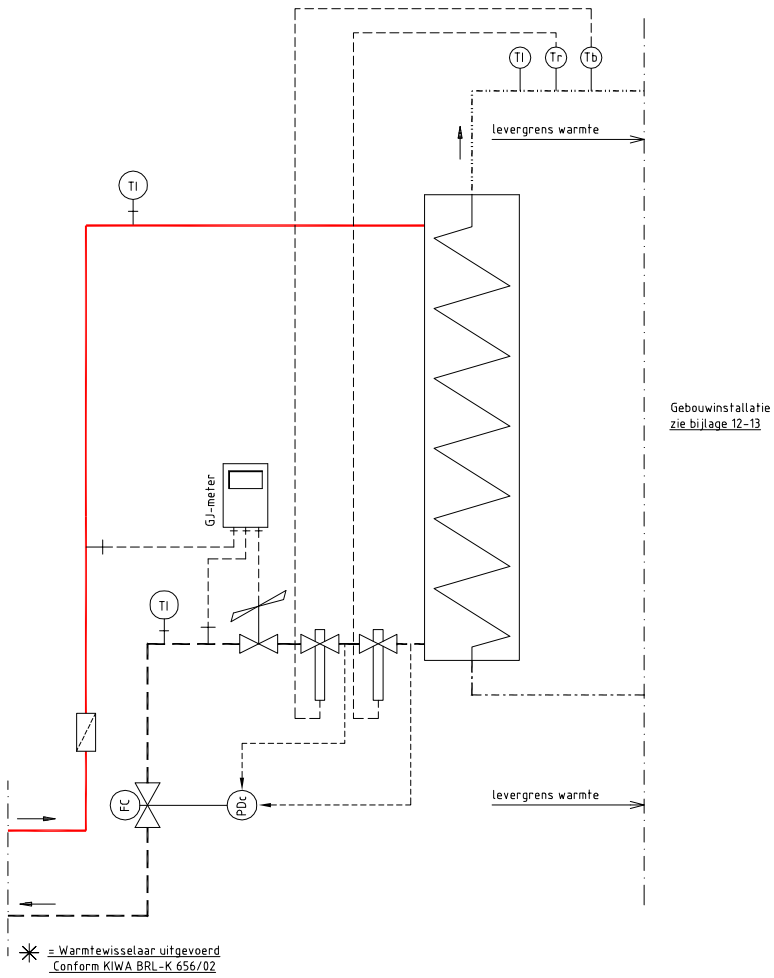 TI
Tr
Tb
levergrens warmte
TI
Gebouwinstallatie
zie bijlage 12-13
GJ-meter
TI
FC
PDc
levergrens warmte
= Warmtewisselaar uitgevoerd
Conform KIWA BRL-K 656/02